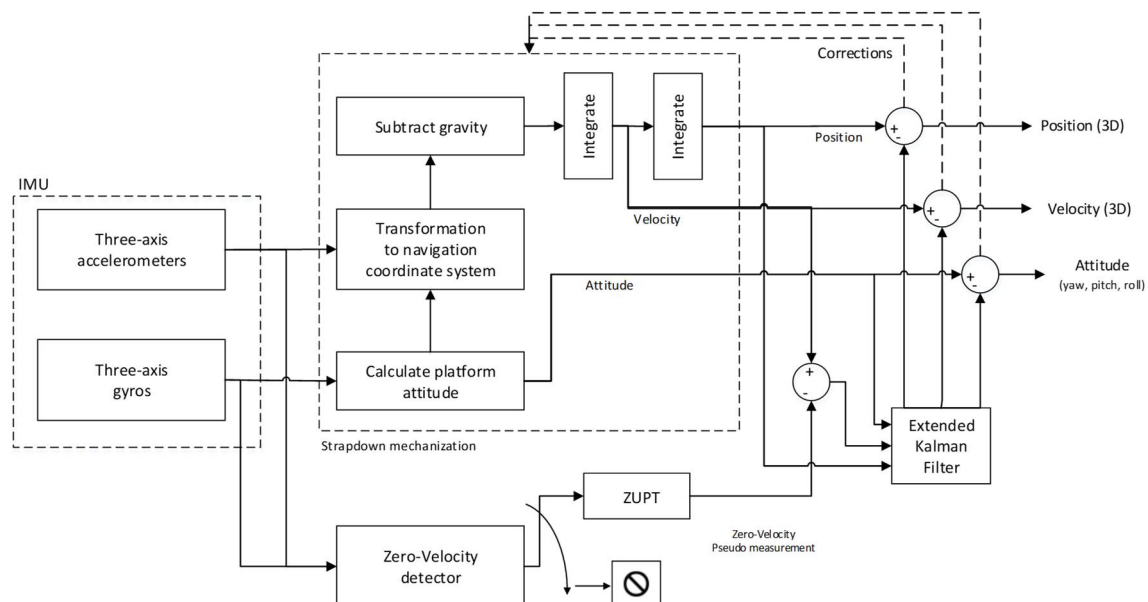 Corrections
Subtract gravity
Integrate
Integrate
+
-
Position
Position (3D)
IMU
Three-axis
accelerometers
Transformation
to navigation
coordinate system
Velocity
+
-
Velocity (3D)
Attitude
+
-
Attitude
(yaw, pitch, roll)
Three-axis
gyros
Calculate platform
attitude
+
-
Strapdown mechanization
Extended
Kalman
Filter
ZUPT
Zero-Velocity
Pseudo measurement
Zero-Velocity
detector